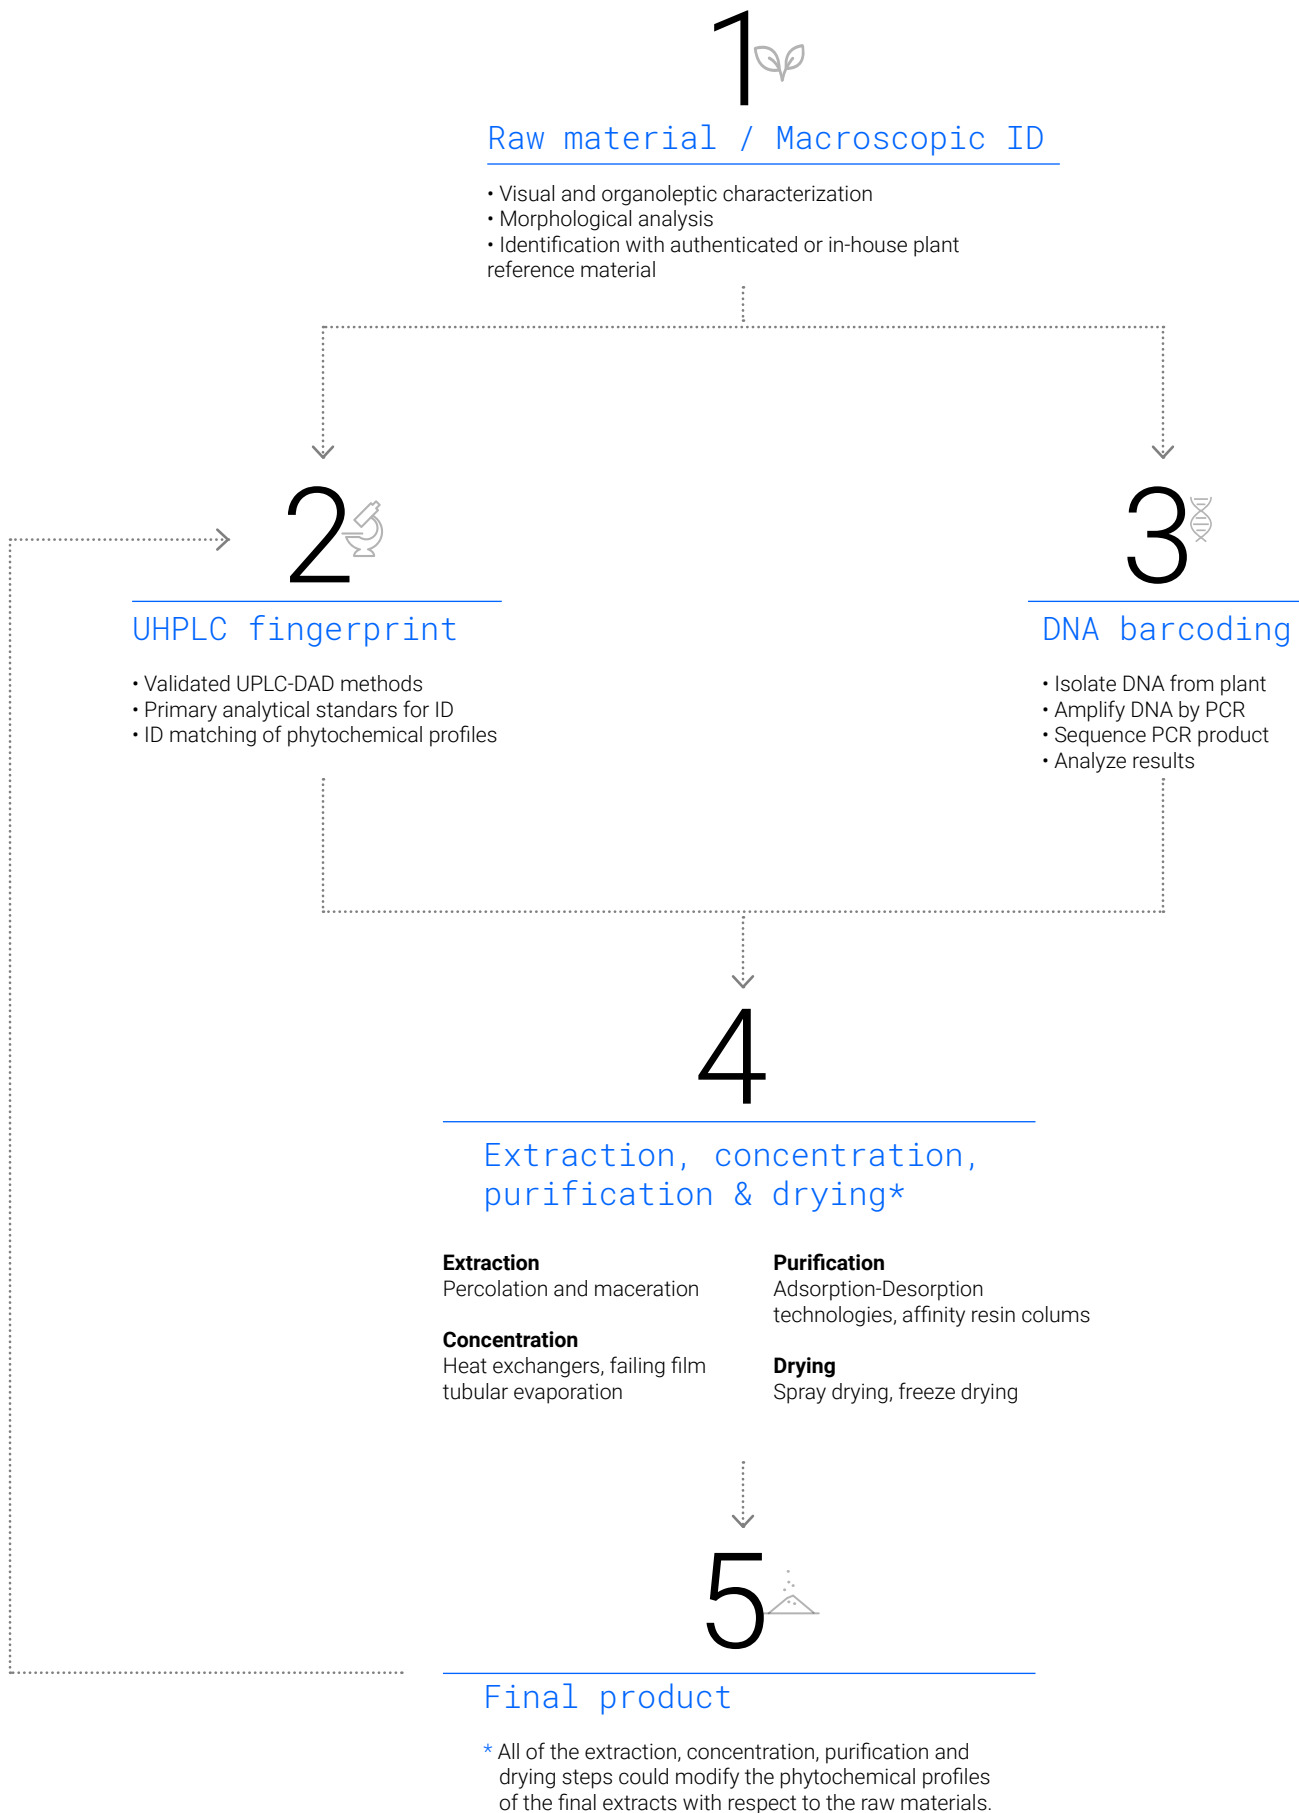 1
Raw material / Macroscopic ID
• Visual and organoleptic characterization
• Morphological analysis
• Identification with authenticated or in-house plant
reference material
2
UHPLC fingerprint
• Validated UPLC-DAD methods
• Primary analytical standars for ID
• ID matching of phytochemical profiles
3
DNA barcoding
• Isolate DNA from plant
• Amplify DNA by PCR
• Sequence PCR product
• Analyze results
4
Extraction, concentration,
purification & drying*
Extraction
Percolation and maceration
Concentration
Heat exchangers, failing film
tubular evaporation
Purification
Adsorption-Desorption
technologies, affinity resin colums
Drying
Spray drying, freeze drying
5
Final product
* All of the extraction, concentration, purification and
drying steps could modify the phytochemical profiles
of the final extracts with respect to the raw materials.